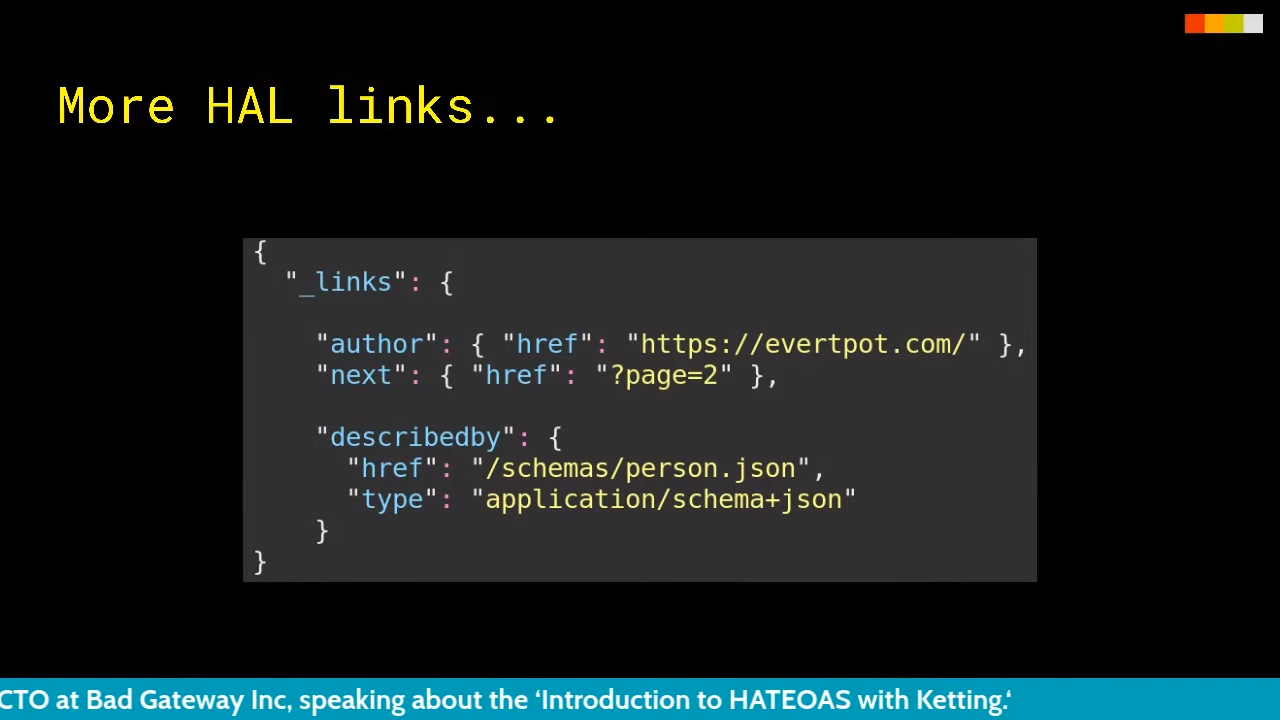 More HAL links...
{
  "_links": {
    "author": { "href": "https://evertpot.com/" },
    "next": { "href": "?page=2" },
    "describedby": {
      "href": "/schemas/person.json",
      "type": "application/schema+json"
    }
}
CTO at Bad Gateway Inc, speaking about the ‘Introduction to HATEOAS with Ketting.‘